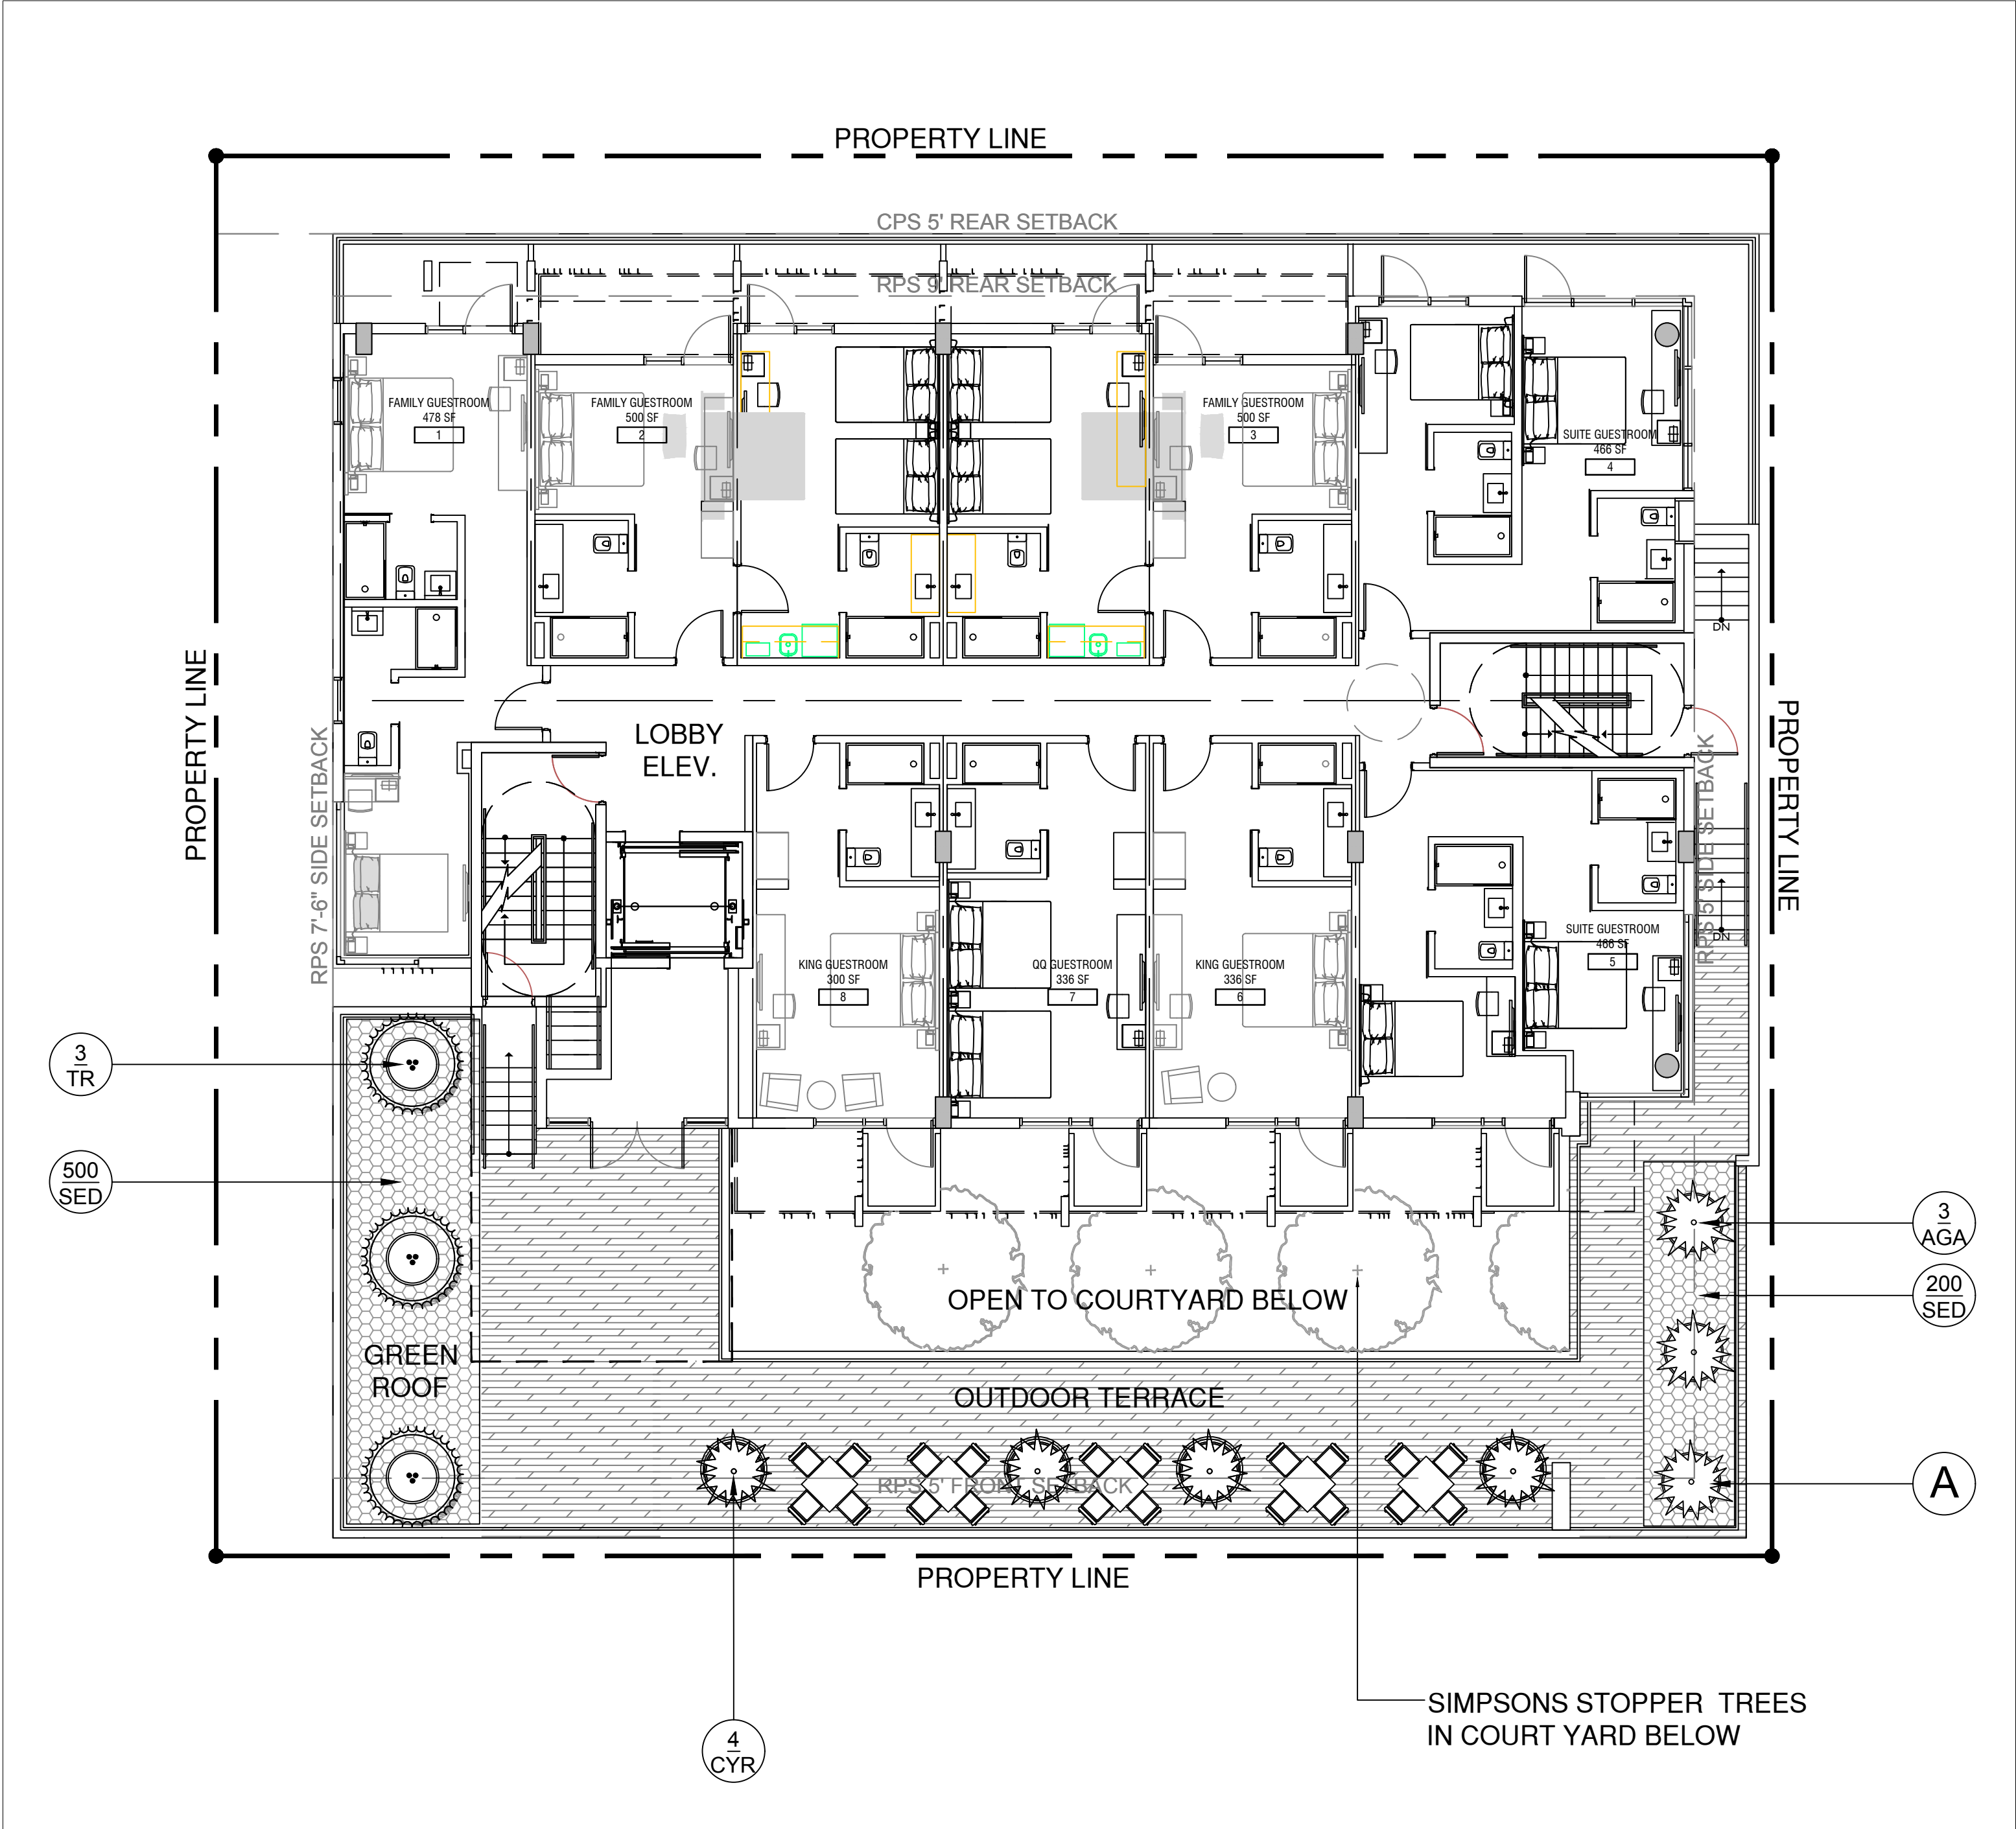 PROPERTY LINE
CPS 5' REAR SETBACK
RPS 9' REAR SETBACK
FAMILY GUESTROOM
478 SF
1
FAMILY GUESTROOM
500 SF
2
FAMILY GUESTROOM
500 SF
3
SUITE GUESTROOM
466 SF
4
DN
PROPERTY LINE
RPS 7'-6" SIDE SETBACK
LOBBY
ELEV.
RPS 5' SIDE SETBACK
PROPERTY LINE
DN
KING GUESTROOM
300 SF
8
QQ GUESTROOM
336 SF
7
KING GUESTROOM
336 SF
6
SUITE GUESTROOM
466 SF
5
3
TR
500
SED
3
AGA
200
SED
OPEN TO COURTYARD BELOW
GREEN
ROOF
OUTDOOR TERRACE
RPS 5' FRONT SETBACK
A
PROPERTY LINE
4
CYR
SIMPSONS STOPPER TREES
IN COURT YARD BELOW